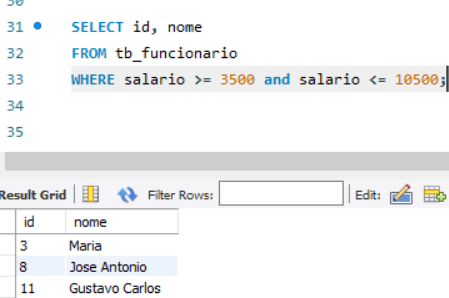 30
31 SELECT id, nome
32 FROM tb_funcionario
33 WHERE salario >= 3500 and salario <= 10500;
34
35
Result Grid Filter Rows: Edit:
id nome
3 Maria
8 Jose Antonio
11 Gustavo Carlos